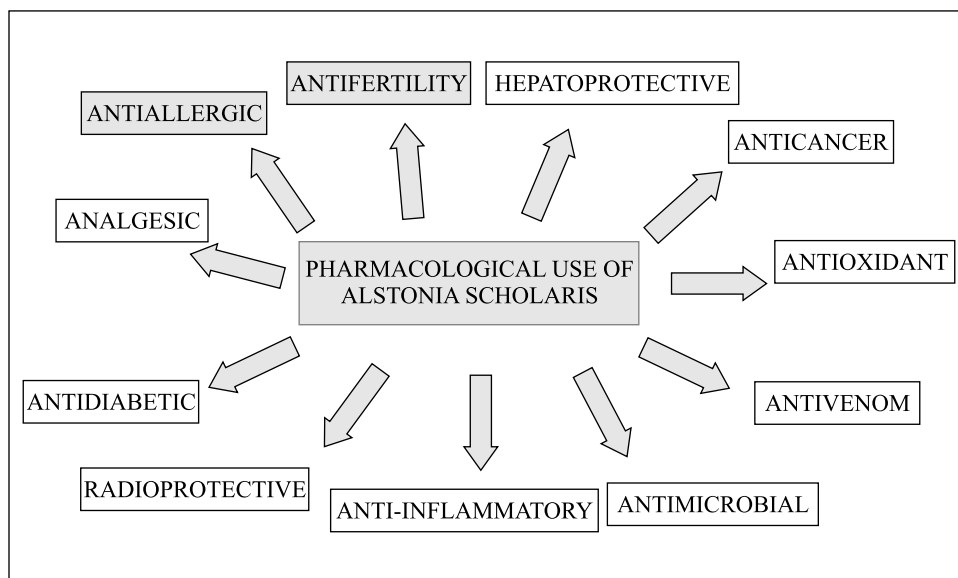 ANTIFERTILITY
HEPATOPROTECTIVE
ANTIALLERGIC
ANTICANCER
ANALGESIC
PHARMACOLOGICAL USE OF
ALSTONIA SCHOLARIS
ANTIOXIDANT
ANTIDIABETIC
ANTIVENOM
RADIOPROTECTIVE
ANTI-INFLAMMATORY
ANTIMICROBIAL